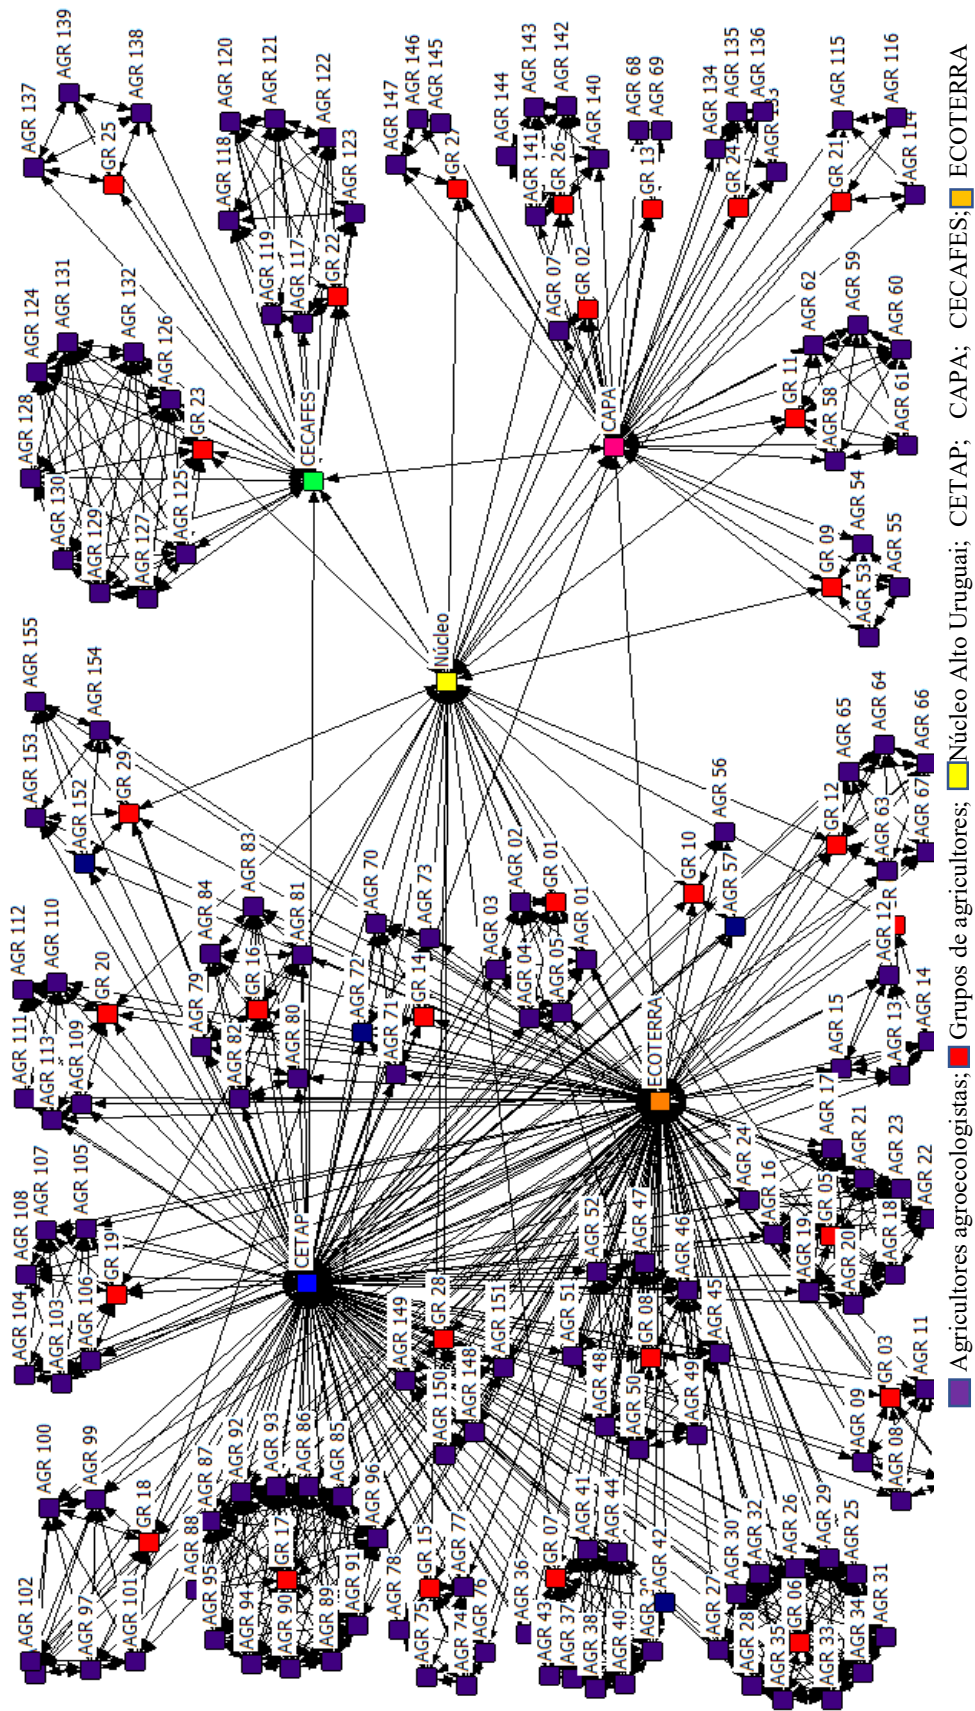 AGR 139
AGR 137
AGR 138
GR 25
AGR 120
AGR 121
AGR 122
AGR 118
AGR 123
AGR 119
AGR 117
GR 22
AGR 146
AGR 147
AGR 145
GR 27
AGR 143
AGR 144
AGR 142
AGR 141
AGR 140
GR 26
AGR 07
GR 02
AGR 68
AGR 69
GR 13
AGR 135
AGR 136
AGR 134
GR 24
AGR 115
AGR 116
GR 21
AGR 114
AGR 124
AGR 131
AGR 132
AGR 128
AGR 126
GR 23
AGR 130
AGR 129
AGR 127
AGR 125
CECAFES
CAPA
AGR 62
AGR 59
AGR 60
GR 11
AGR 58
AGR 61
GR 09
AGR 54
AGR 53
AGR 55
Núcleo
AGR 155
AGR 153
AGR 154
GR 29
AGR 152
AGR 112
AGR 110
GR 20
AGR 111
AGR 113
AGR 109
AGR 83
AGR 84
AGR 81
AGR 79
GR 16
AGR 82
AGR 80
AGR 70
AGR 73
AGR 72
GR 14
AGR 71
AGR 02
AGR 03
GR 01
AGR 04
AGR 05
AGR 01
AGR 56
GR 10
AGR 57
AGR 65
AGR 64
AGR 66
GR 12
AGR 63
AGR 67
AGR 12
AGR 15
AGR 13
AGR 14
ECOTERRA
CETAP
AGR 107
AGR 108
AGR 105
GR 19
AGR 104
AGR 103
AGR 106
AGR 149
GR 28
AGR 151
AGR 150
AGR 148
AGR 52
AGR 47
AGR 46
AGR 51
GR 08
AGR 45
AGR 48
AGR 50
AGR 49
AGR 24
AGR 17
AGR 16
AGR 21
AGR 23
GR 05
AGR 19
AGR 20
AGR 18
AGR 22
GR 03
AGR 11
AGR 09
AGR 08
AGR 100
AGR 99
GR 18
AGR 102
AGR 97
AGR 101
AGR 87
AGR 92
AGR 93
AGR 86
AGR 85
AGR 88
AGR 96
AGR 95
GR 17
AGR 94
AGR 90
AGR 89
AGR 91
AGR 78
GR 15
AGR 77
AGR 75
AGR 74
AGR 76
AGR 36
GR 07
AGR 41
AGR 44
AGR 43
AGR 37
AGR 38
AGR 40
AGR 42
AGR 30
AGR 32
AGR 26
AGR 29
AGR 25
AGR 27
AGR 28
AGR 35
GR 06
AGR 33
AGR 34
AGR 31
Agricultores agroecologistas; Grupos de agricultores; Núcleo Alto Uruguai; CETAP; CAPA; CECAFES; ECOTERRA